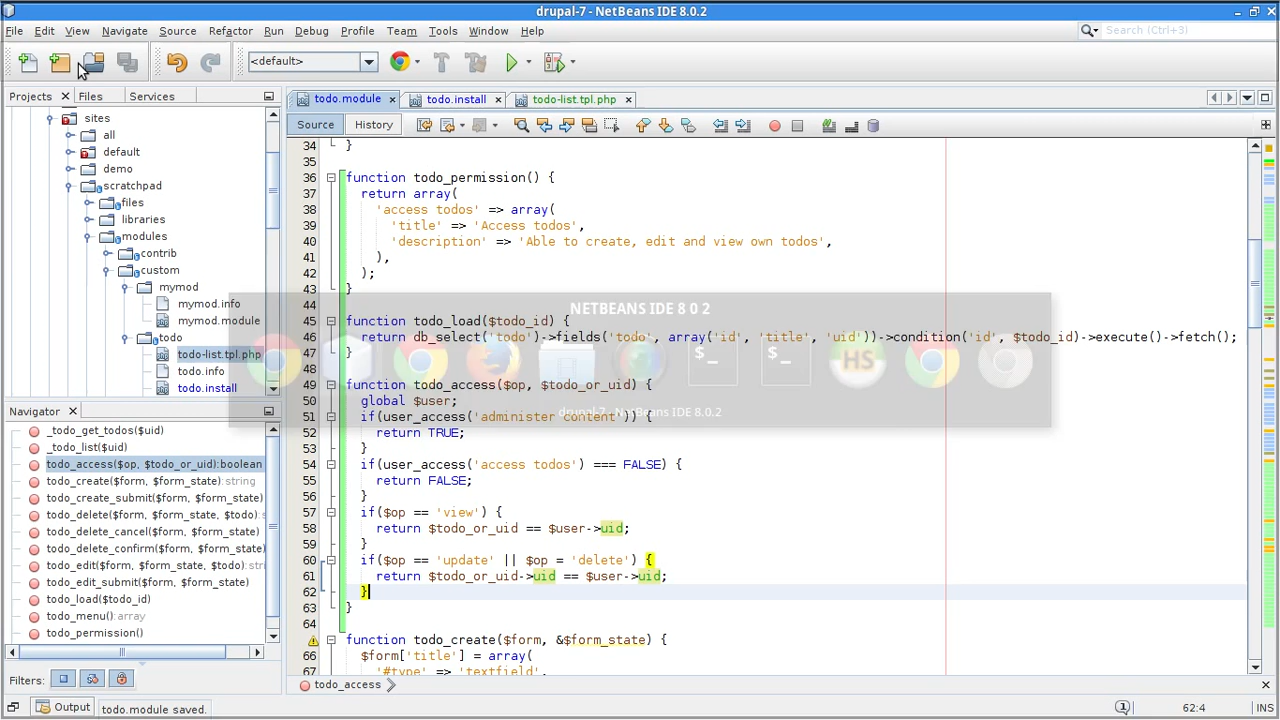 drupal-7 - NetBeans IDE 8.0.2
File Edit View Navigate Source Refactor Run Debug Profile Team Tools Window Help
Search (Ctrl+3)
<default>
Projects Files Services
sites
all
default
demo
scratchpad
files
libraries
modules
contrib
custom
mymod
mymod.info
mymod.module
todo
todo-list.tpl.php
todo.info
todo.install
Navigator
_todo_get_todos($uid)
_todo_list($uid)
todo_access($op, $todo_or_uid):boolean
todo_create($form, $form_state):string
todo_create_submit($form, $form_state)
todo_delete($form, $form_state, $todo):s
todo_delete_cancel($form, $form_state)
todo_delete_confirm($form, $form_state)
todo_edit($form, $form_state, $todo):s
todo_edit_submit($form, $form_state)
todo_load($todo_id)
todo_menu():array
todo_permission()
Filters:
Output
todo.module saved.
todo.module todo.install todo-list.tpl.php
Source History
34 }
35
36 function todo_permission() {
37 return array(
38 'access todos' => array(
39 'title' => 'Access todos',
40 'description' => 'Able to create, edit and view own todos',
41 ),
42 );
43 }
44
45 function todo_load($todo_id) {
46 return db_select('todo')->fields('todo', array('id', 'title', 'uid'))->condition('id', $todo_id)->execute()->fetch();
47 }
48
49 function todo_access($op, $todo_or_uid) {
50 global $user;
51 if(user_access('administer content')) {
52 return TRUE;
53 }
54 if(user_access('access todos') === FALSE) {
55 return FALSE;
56 }
57 if($op == 'view') {
58 return $todo_or_uid == $user->uid;
59 }
60 if($op == 'update' || $op = 'delete') {
61 return $todo_or_uid->uid == $user->uid;
62 }
63 }
64
function todo_create($form, &$form_state) {
66 $form['title'] = array(
67 '#type' => 'textfield',
NETBEANS IDE 8 0 2
$_
$_
HS
drupal-7 - NetBeans IDE 8.0.2
todo_access
1
62:4
INS